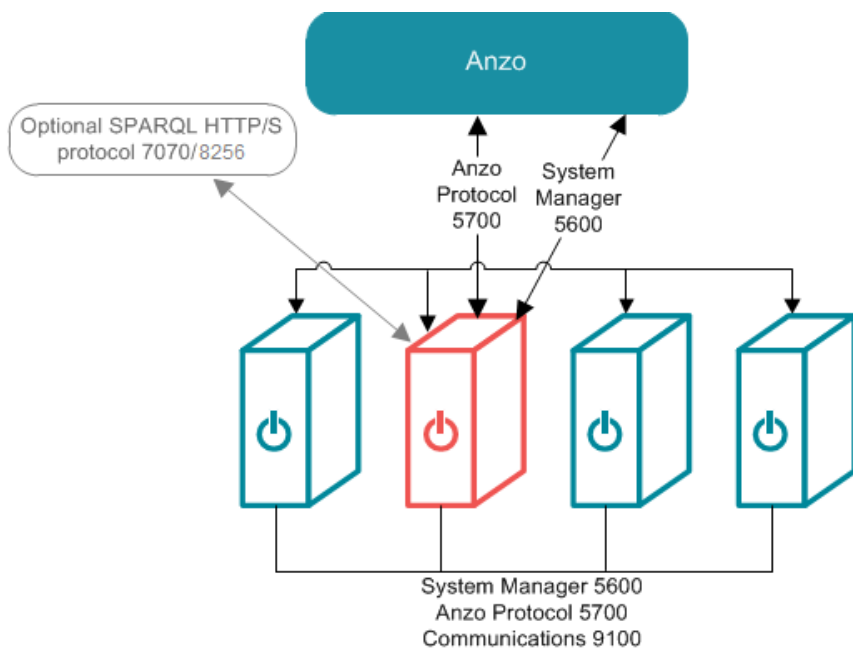 Anzo
Optional SPARQL HTTP/S
protocol 7070/8256
Anzo
Protocol
5700
System
Manager
5600
System Manager 5600
Anzo Protocol 5700
Communications 9100